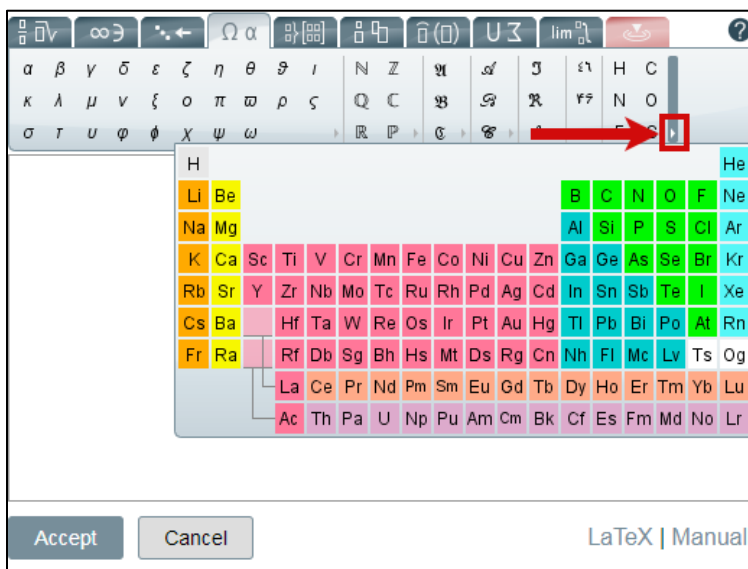 Ω α () U Σ lim ?
α β γ δ ε ζ η θ ϑ ι ℕ ℤ 𝔄 𝒜 ℑ H C
κ λ μ ν ξ ο π ϖ ρ ς ℚ ℂ 𝔅 ℬ ℜ N O
σ τ υ φ ϕ χ ψ ω ℝ ℙ ℭ 𝒞
H He
Li Be B C N O F Ne
Na Mg Al Si P S Cl Ar
K Ca Sc Ti V Cr Mn Fe Co Ni Cu Zn Ga Ge As Se Br Kr
Rb Sr Y Zr Nb Mo Tc Ru Rh Pd Ag Cd In Sn Sb Te I Xe
Cs Ba Hf Ta W Re Os Ir Pt Au Hg Tl Pb Bi Po At Rn
Fr Ra Rf Db Sg Bh Hs Mt Ds Rg Cn Nh Fl Mc Lv Ts Og
La Ce Pr Nd Pm Sm Eu Gd Tb Dy Ho Er Tm Yb Lu
Ac Th Pa U Np Pu Am Cm Bk Cf Es Fm Md No Lr
Accept Cancel LaTeX | Manual